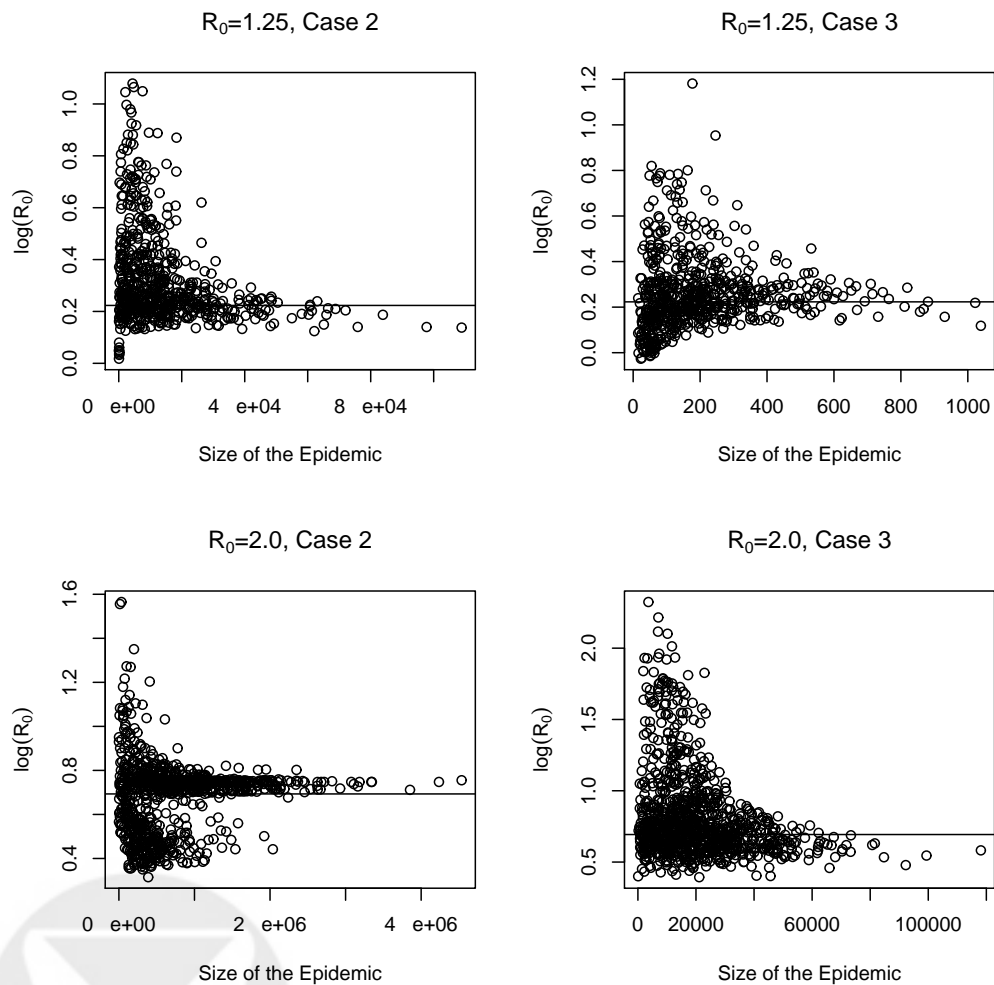 R₀=1.25, Case 2
log(R₀)
1.0
0.8
0.6
0.4
0.2
0.0
0 e+00 4 e+04 8 e+04
Size of the Epidemic
R₀=1.25, Case 3
log(R₀)
1.2
1.0
0.8
0.6
0.4
0.2
0.0
0 200 400 600 800 1000
Size of the Epidemic
R₀=2.0, Case 2
log(R₀)
1.6
1.2
0.8
0.4
0 e+00 2 e+06 4 e+06
Size of the Epidemic
R₀=2.0, Case 3
log(R₀)
2.0
1.5
1.0
0.5
0 20000 60000 100000
Size of the Epidemic